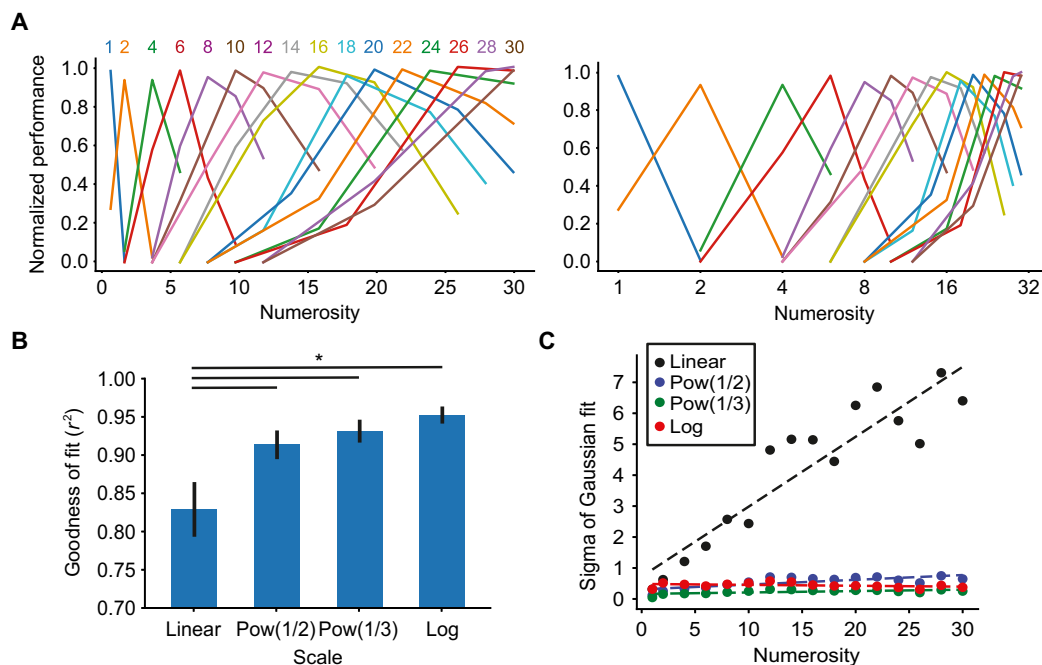 A
1 2 4 6 8 10 12 14 16 18 20 22 24 26 28 30
Normalized performance
1.0
0.8
0.6
0.4
0.2
0.0
0 5 10 15 20 25 30
Numerosity
1.0
0.8
0.6
0.4
0.2
0.0
1 2 4 8 16 32
Numerosity
B
*
Goodness of fit (r²)
1.00
0.95
0.90
0.85
0.80
0.75
0.70
Linear Pow(1/2) Pow(1/3) Log
Scale
C
Linear
Pow(1/2)
Pow(1/3)
Log
Sigma of Gaussian fit
7
6
5
4
3
2
1
0
0 5 10 15 20 25 30
Numerosity